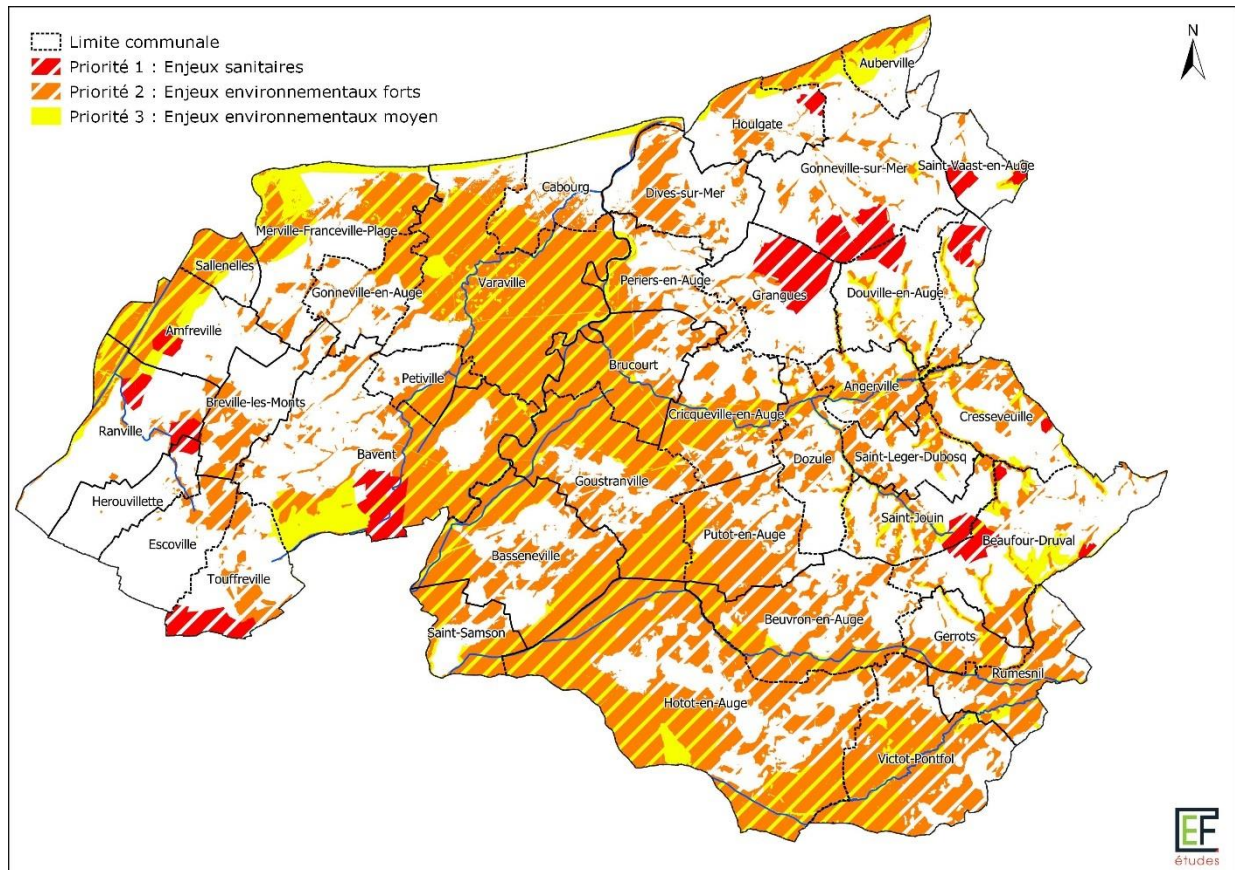 Limite communale
Priorité 1 : Enjeux sanitaires
Priorité 2 : Enjeux environnementaux forts
Priorité 3 : Enjeux environnementaux moyen
N
Auberville
Houlgate
Gonneville-sur-Mer
Saint-Vaast-en-Auge
Cabourg
Dives-sur-Mer
Merville-Franceville-Plage
Sallenelles
Gonneville-en-Auge
Varaville
Periers-en-Auge
Grangues
Douville-en-Auge
Amfreville
Petiville
Brucourt
Angerville
Breville-les-Monts
Cricqueville-en-Auge
Cresseveuille
Ranville
Bavent
Dozule
Saint-Leger-Dubosq
Goustranville
Herouvillette
Saint-Jouin
Escoville
Putot-en-Auge
Beaufour-Druval
Basseneville
Touffreville
Beuvron-en-Auge
Saint-Samson
Gerrots
Rumesnil
Hotot-en-Auge
Victot-Pontfol
CEF
études